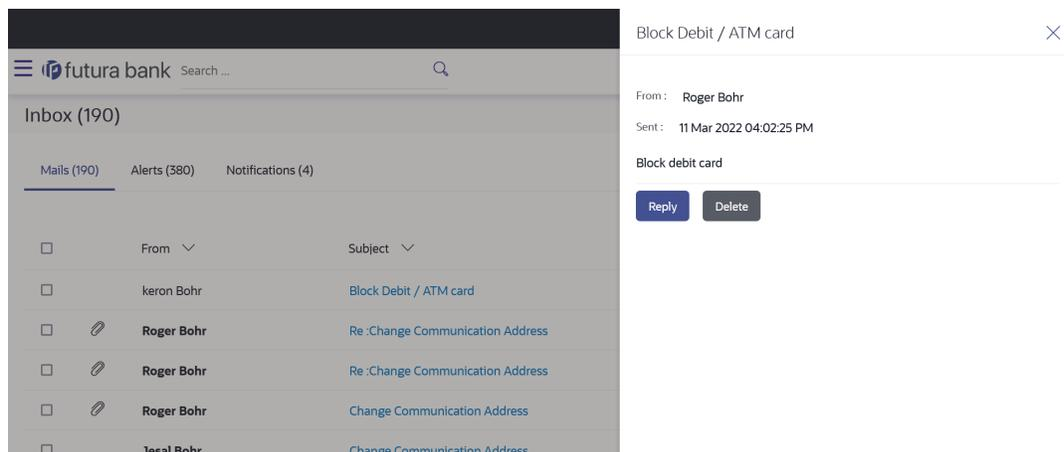 futura bank
Search ...
Inbox (190)
Mails (190) Alerts (380) Notifications (4)
From Subject
keron Bohr Block Debit / ATM card
Roger Bohr Re :Change Communication Address
Roger Bohr Re :Change Communication Address
Roger Bohr Change Communication Address
Jesal Bohr Change Communication Address
Block Debit / ATM card
From : Roger Bohr
Sent : 11 Mar 2022 04:02:25 PM
Block debit card
Reply Delete